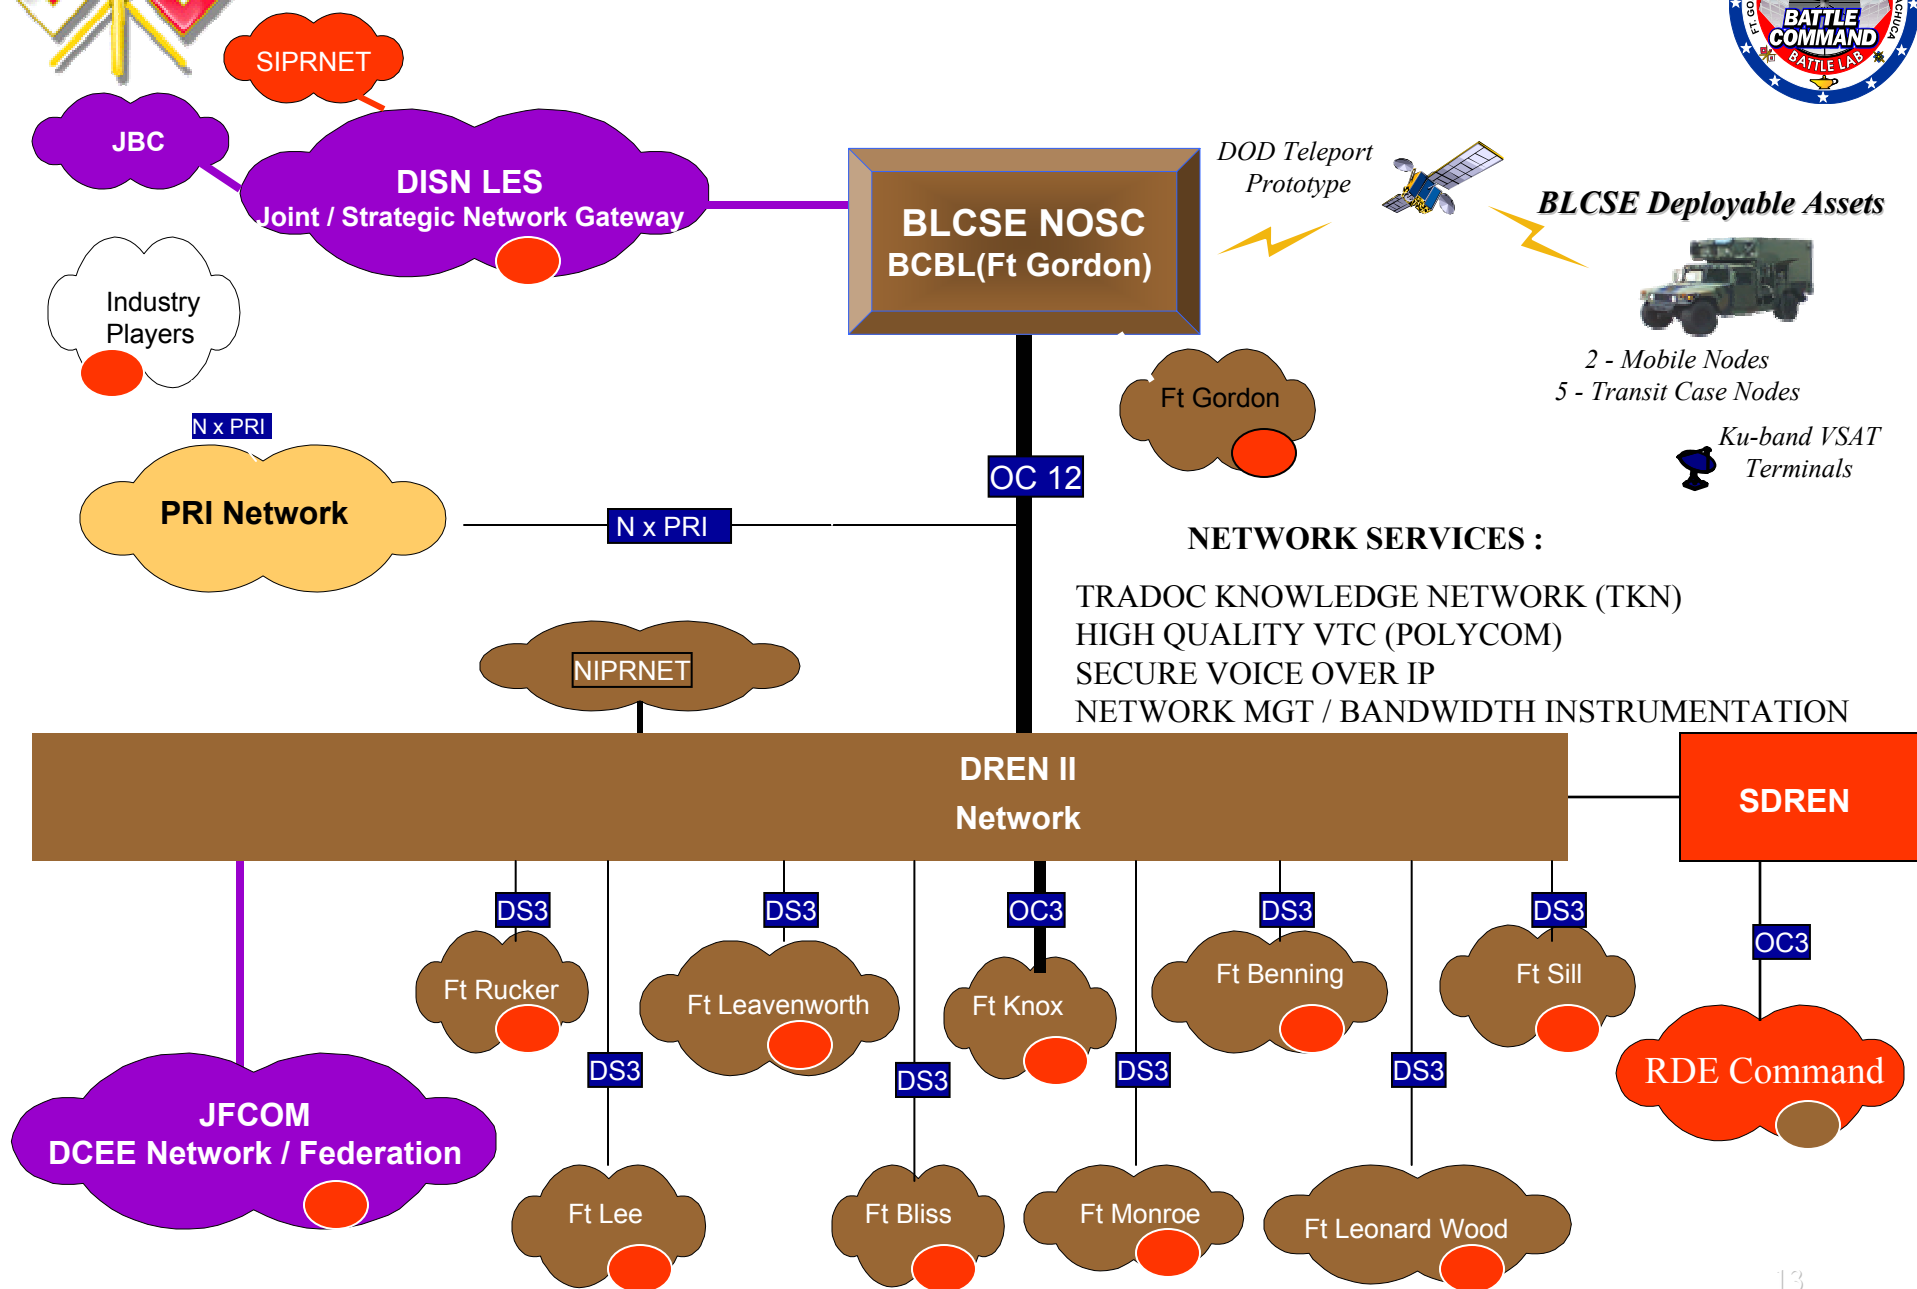 SIPRNET
FT. GO
ACHUCA
BATTLE
COMMAND
BATTLE LAB
JBC
DISN LES
Joint / Strategic Network Gateway
BLCSE NOSC
BCBL(Ft Gordon)
DOD Teleport
Prototype
BLCSE Deployable Assets
Industry
Players
2 - Mobile Nodes
5 - Transit Case Nodes
Ft Gordon
N x PRI
Ku-band VSAT
Terminals
OC 12
PRI Network
N x PRI
NETWORK SERVICES :
TRADOC KNOWLEDGE NETWORK (TKN)
HIGH QUALITY VTC (POLYCOM)
SECURE VOICE OVER IP
NETWORK MGT / BANDWIDTH INSTRUMENTATION
NIPRNET
DREN II
Network
SDREN
DS3
DS3
OC3
DS3
DS3
OC3
Ft Rucker
Ft Leavenworth
Ft Knox
Ft Benning
Ft Sill
DS3
DS3
DS3
DS3
RDE Command
JFCOM
DCEE Network / Federation
Ft Lee
Ft Bliss
Ft Monroe
Ft Leonard Wood
13